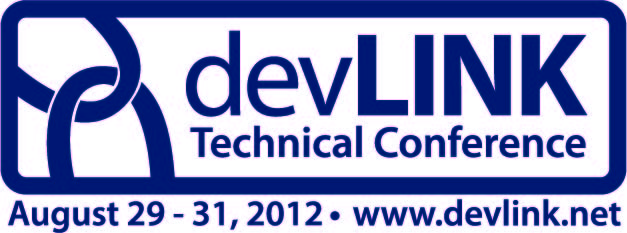 devLINK
Technical Conference
August 29 - 31, 2012 • www.devlink.net